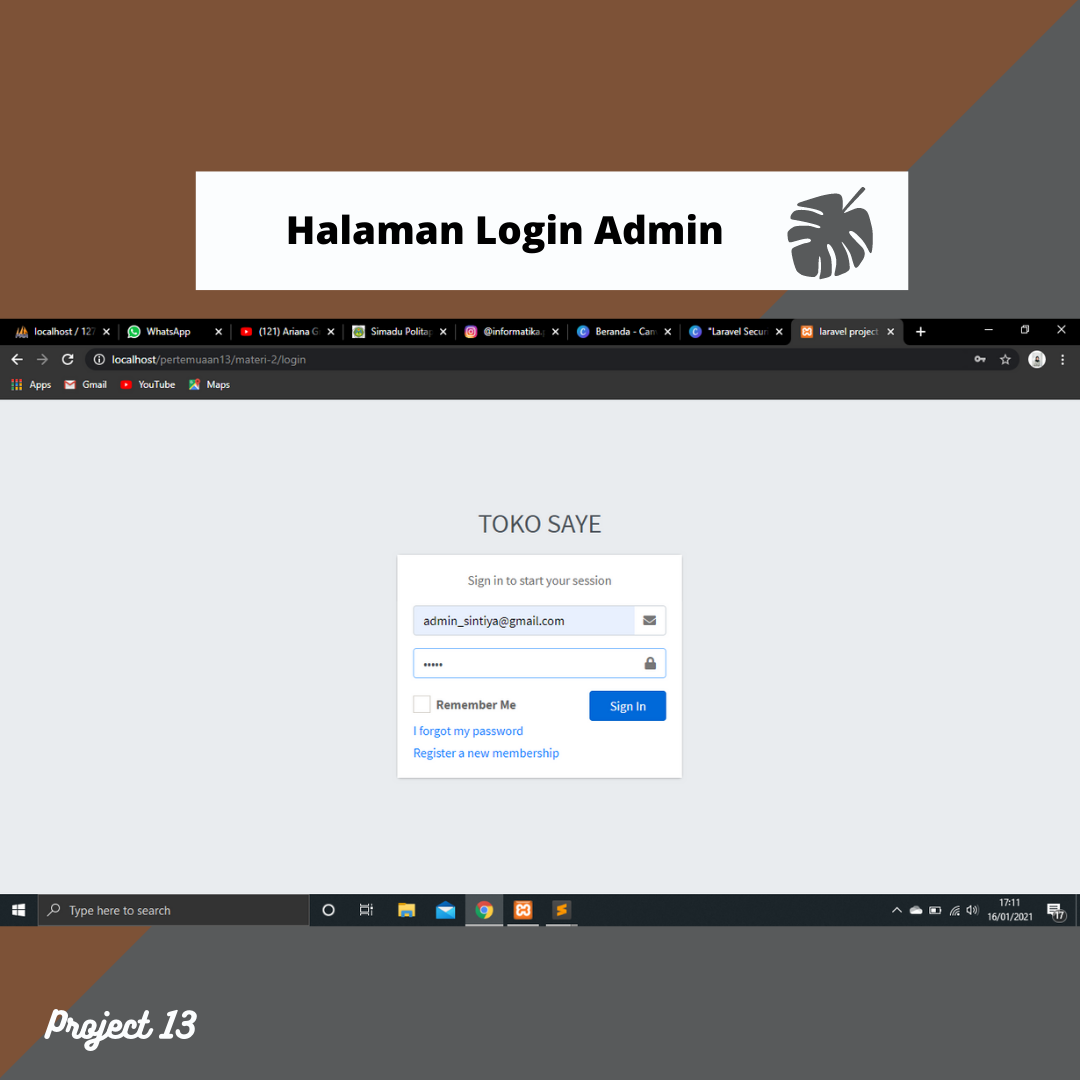 Halaman Login Admin
localhost / 127
WhatsApp
(121) Ariana G
Simadu Polita
@informatika.
Beranda - Can
"Laravel Secur
laravel project
localhost/pertemuaan13/materi-2/login
Apps
Gmail
YouTube
Maps
TOKO SAYE
Sign in to start your session
admin_sintiya@gmail.com
•••••
Remember Me
Sign In
I forgot my password
Register a new membership
Type here to search
17:11
16/01/2021
17
Project 13